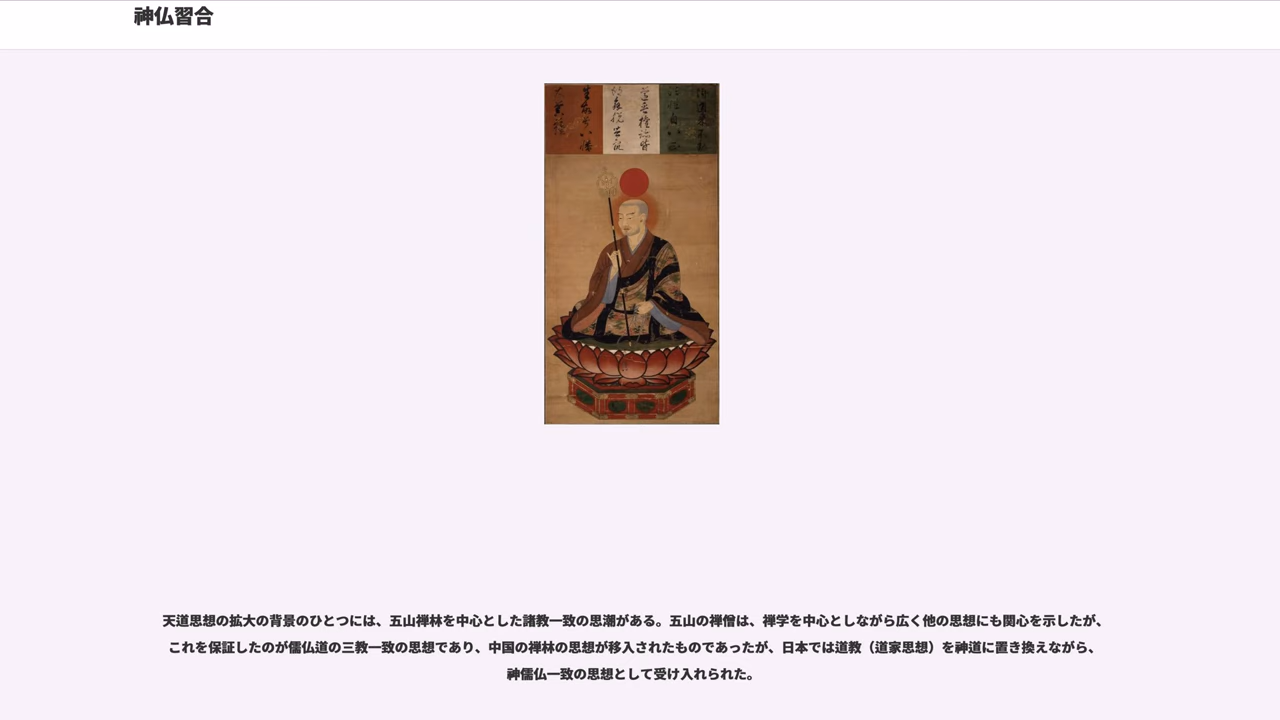 神仏習合
天道思想の拡大の背景のひとつには、五山禅林を中心とした諸教一致の思潮がある。五山の禅僧は、禅学を中心としながら広く他の思想にも関心を示したが、
これを保証したのが儒仏道の三教一致の思想であり、中国の禅林の思想が移入されたものであったが、日本では道教（道家思想）を神道に置き換えながら、
神儒仏一致の思想として受け入れられた。